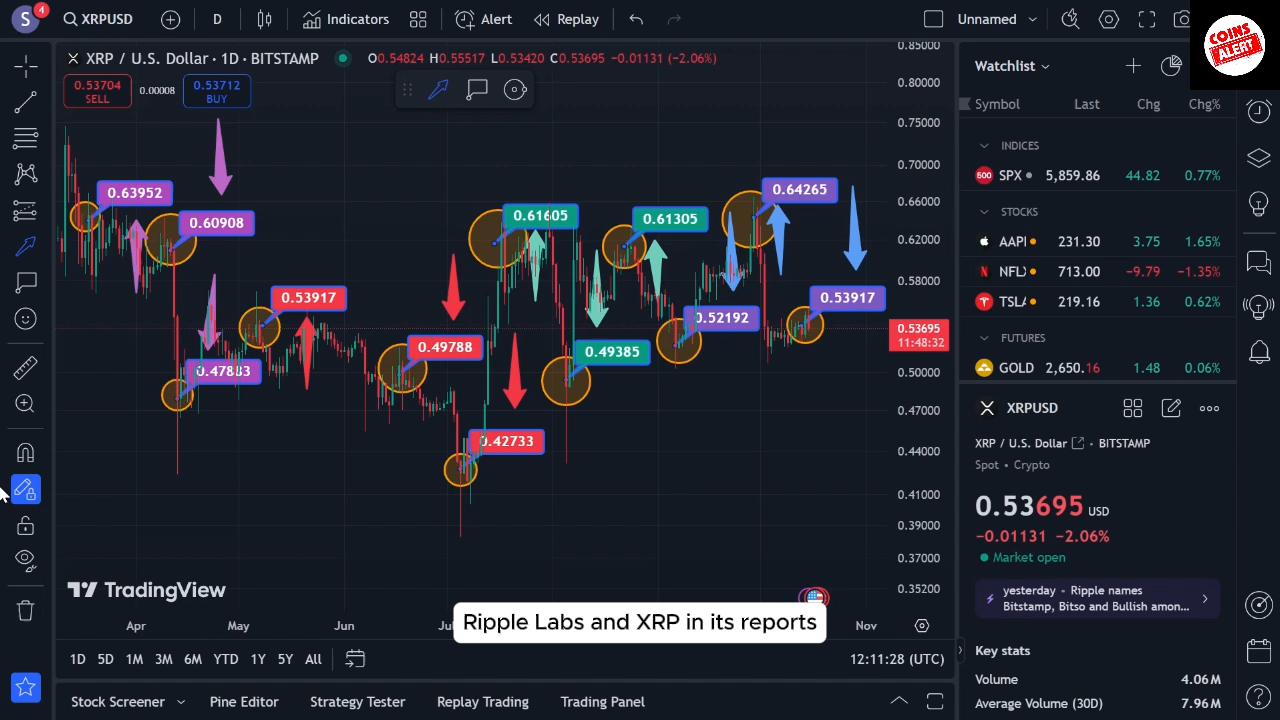 S
4
XRPUSD
D
Indicators
Alert
Replay
Unnamed
COINS
ALERT
XRP / U.S. Dollar · 1D · BITSTAMP
O0.54824 H0.55517 L0.53420 C0.53695 -0.01131 (-2.06%)
0.53704
SELL
0.00008
0.53712
BUY
0.85000
0.80000
0.75000
0.70000
0.66000
0.62000
0.58000
0.53695
11:48:32
0.50000
0.47000
0.44000
0.41000
0.39000
0.37000
0.35200
0.63952
0.60908
0.47883
0.53917
0.49788
0.42733
0.61605
0.49385
0.61305
0.52192
0.64265
0.53917
TradingView
Apr
May
Jun
Nov
Ripple Labs and XRP in its reports
1D 5D 1M 3M 6M YTD 1Y 5Y All
12:11:28 (UTC)
Stock Screener
Pine Editor
Strategy Tester
Replay Trading
Trading Panel
Watchlist
Symbol Last Chg Chg%
INDICES
500 SPX 5,859.86 44.82 0.77%
STOCKS
AAPL 231.30 3.75 1.65%
NFLX 713.00 -9.79 -1.35%
TSLA 219.16 1.36 0.62%
FUTURES
GOLD 2,650.16 1.48 0.06%
XRPUSD
XRP / U.S. Dollar BITSTAMP
Spot • Crypto
0.53695 USD
-0.01131 -2.06%
Market open
yesterday • Ripple names
Bitstamp, Bitso and Bullish amon...
Key stats
Volume 4.06M
Average Volume (30D) 7.96M